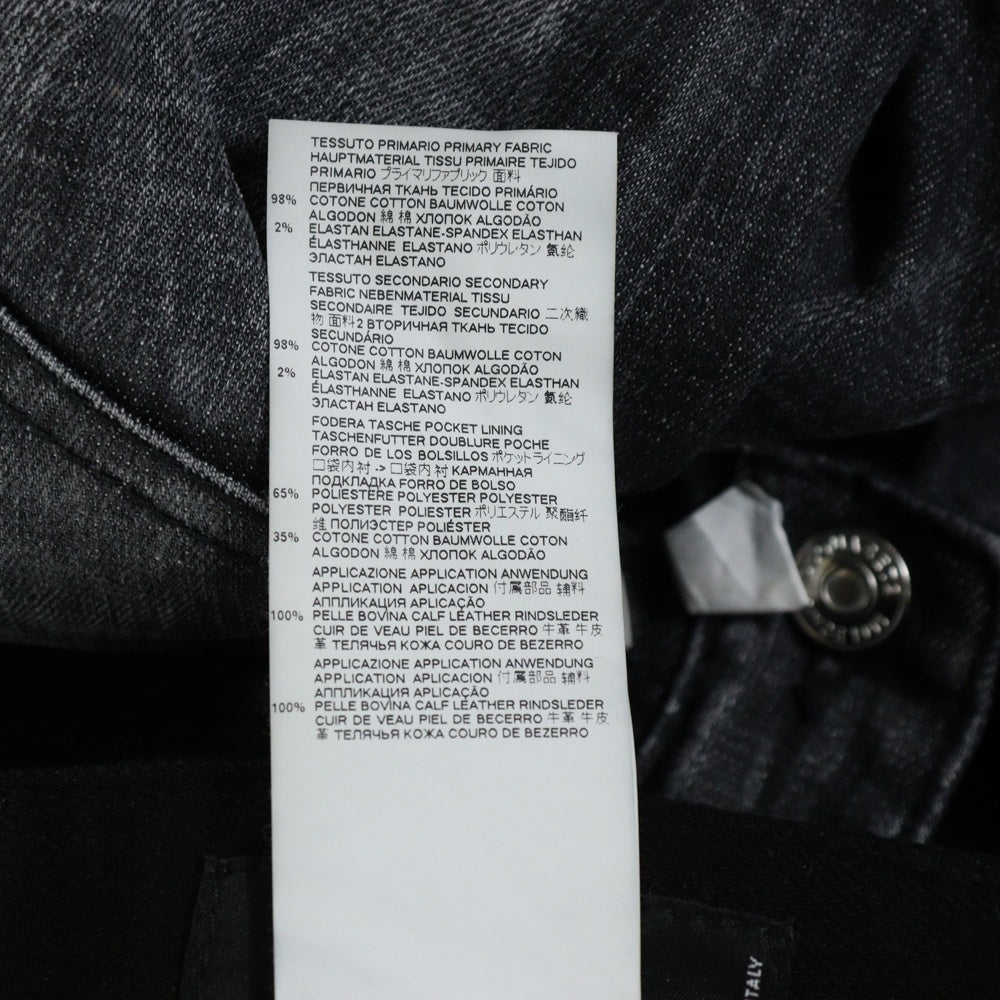 TESSUTO PRIMARIO PRIMARY FABRIC
HAUPTMATERIAL TISSU PRIMAIRE TEJIDO
PRIMARIO プライマリファブリック 面料
ПЕРВИЧНАЯ ТКАНЬ TECIDO PRIMÁRIO
98% COTONE COTTON BAUMWOLLE COTON
ALGODON 綿 棉 ХЛОПОК ALGODÃO
2% ELASTAN ELASTANE-SPANDEX ELASTHAN
ÉLASTHANNE ELASTANO ポリウレタン 氨纶
ЭЛАСТАН ELASTANO
TESSUTO SECONDARIO SECONDARY
FABRIC NEBENMATERIAL TISSU
SECONDAIRE TEJIDO SECUNDARIO 二次織
物 面料2 ВТОРИЧНАЯ ТКАНЬ TECIDO
SECUNDÁRIO
98% COTONE COTTON BAUMWOLLE COTON
ALGODON 綿 棉 ХЛОПОК ALGODÃO
2% ELASTAN ELASTANE-SPANDEX ELASTHAN
ÉLASTHANNE ELASTANO ポリウレタン 氨纶
ЭЛАСТАН ELASTANO
FODERA TASCHE POCKET LINING
TASCHENFUTTER DOUBLURE POCHE
FORRO DE LOS BOLSILLOS ポケットライニング
口袋内衬 -> 口袋内衬 КАРМАННАЯ
ПОДКЛАДКА FORRO DE BOLSO
65% POLIESTERE POLYESTER POLYESTER
POLYESTER POLIESTER ポリエステル 聚酯纤
维 ПОЛИЭСТЕР POLIÉSTER
35% COTONE COTTON BAUMWOLLE COTON
ALGODON 綿 棉 ХЛОПОК ALGODÃO
APPLICAZIONE APPLICATION ANWENDUNG
APPLICATION APLICACION 付属部品 辅料
АППЛИКАЦИЯ APLICAÇÃO
100% PELLE BOVINA CALF LEATHER RINDSLEDER
CUIR DE VEAU PIEL DE BECERRO 牛革 牛皮
革 ТЕЛЯЧЬЯ КОЖА COURO DE BEZERRO
APPLICAZIONE APPLICATION ANWENDUNG
APPLICATION APLICACION 付属部品 辅料
АППЛИКАЦИЯ APLICAÇÃO
100% PELLE BOVINA CALF LEATHER RINDSLEDER
CUIR DE VEAU PIEL DE BECERRO 牛革 牛皮
革 ТЕЛЯЧЬЯ КОЖА COURO DE BEZERRO
ITALY